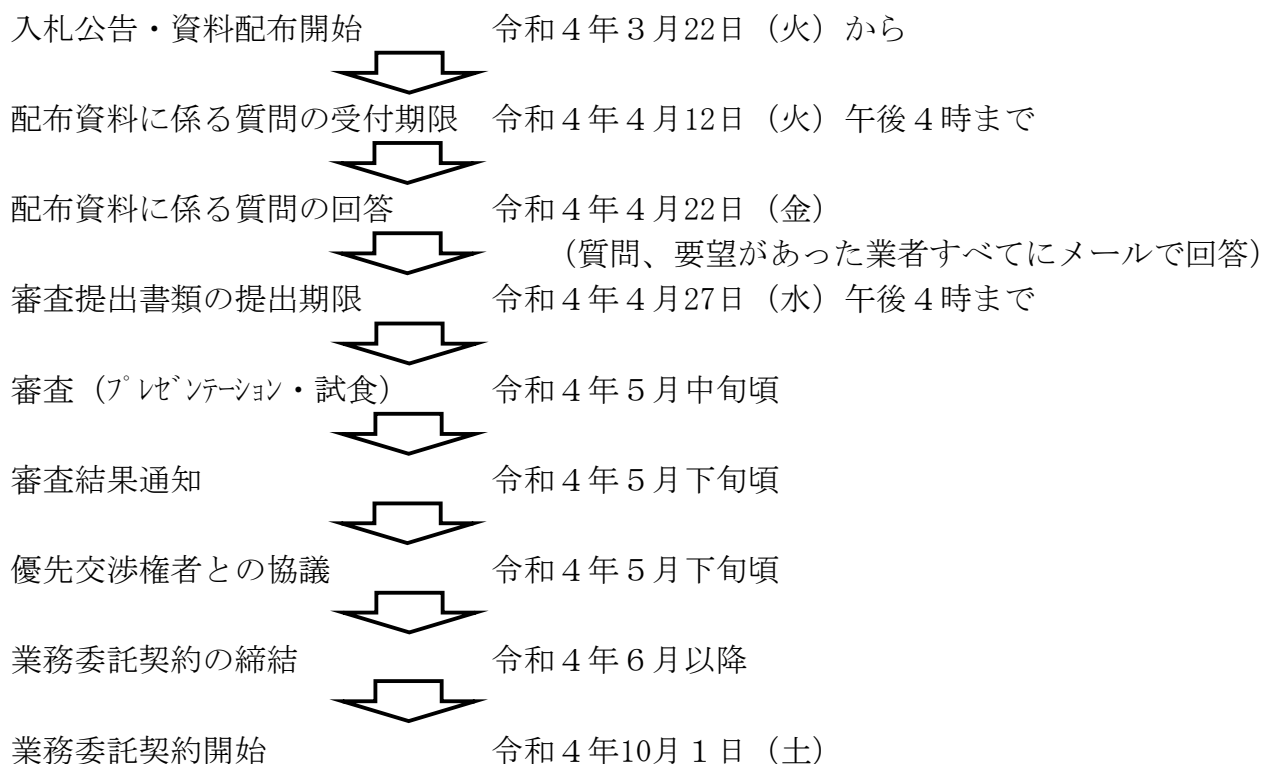 入札公告・資料配布開始　令和４年３月22日（火）から
配布資料に係る質問の受付期限　令和４年４月12日（火）午後４時まで
配布資料に係る質問の回答　令和４年４月22日（金）
（質問、要望があった業者すべてにメールで回答）
審査提出書類の提出期限　令和４年４月27日（水）午後４時まで
審査（ﾌﾟﾚｾﾞﾝﾃｰｼｮﾝ・試食）　令和４年５月中旬頃
審査結果通知　令和４年５月下旬頃
優先交渉権者との協議　令和４年５月下旬頃
業務委託契約の締結　令和４年６月以降
業務委託契約開始　令和４年10月１日（土）